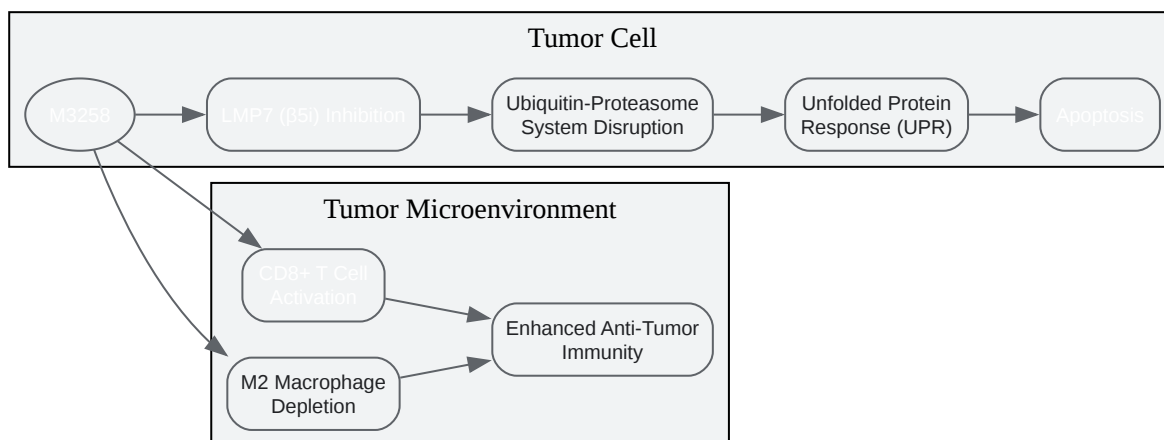 Tumor Cell
M3258
LMP7 (β5i) Inhibition
Ubiquitin-Proteasome
System Disruption
Unfolded Protein
Response (UPR)
Apoptosis
Tumor Microenvironment
CD8+ T Cell
Activation
M2 Macrophage
Depletion
Enhanced Anti-Tumor
Immunity